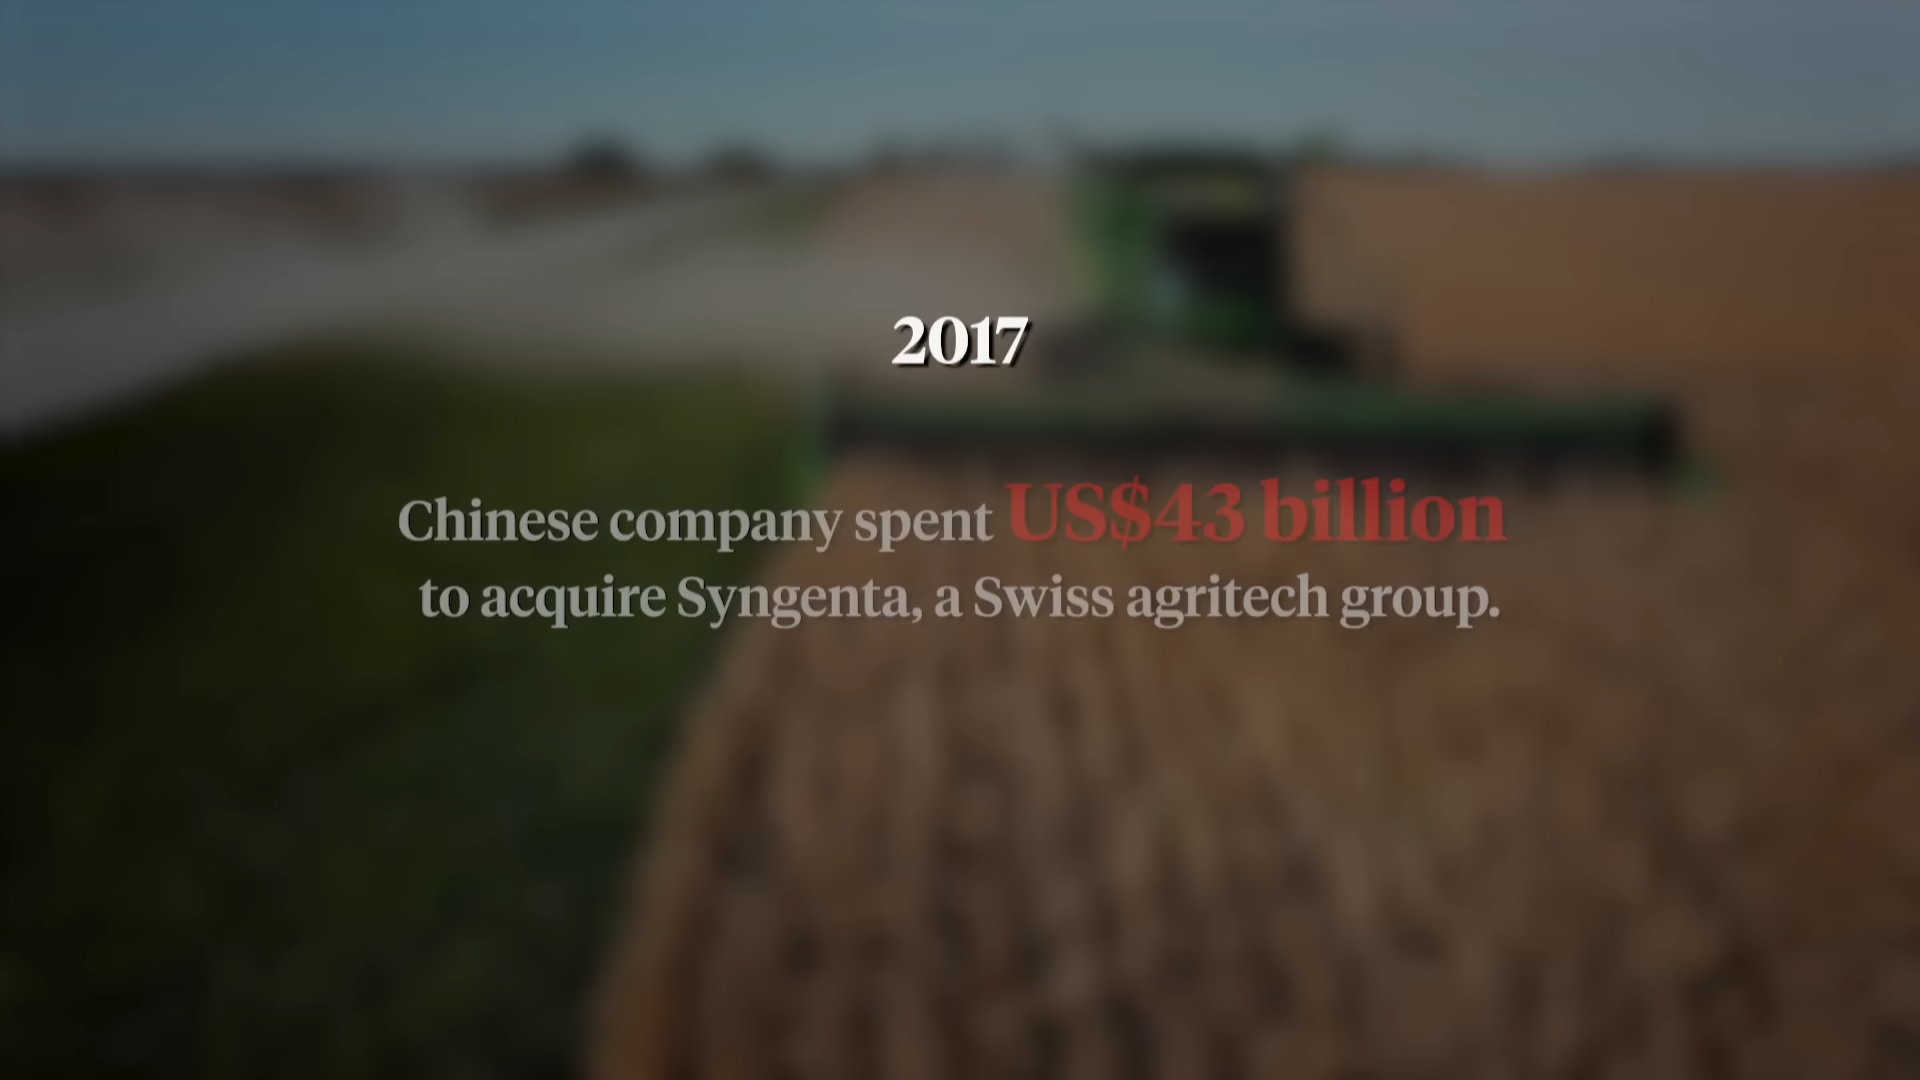 2017
Chinese company spent US$43 billion
to acquire Syngenta, a Swiss agritech group.